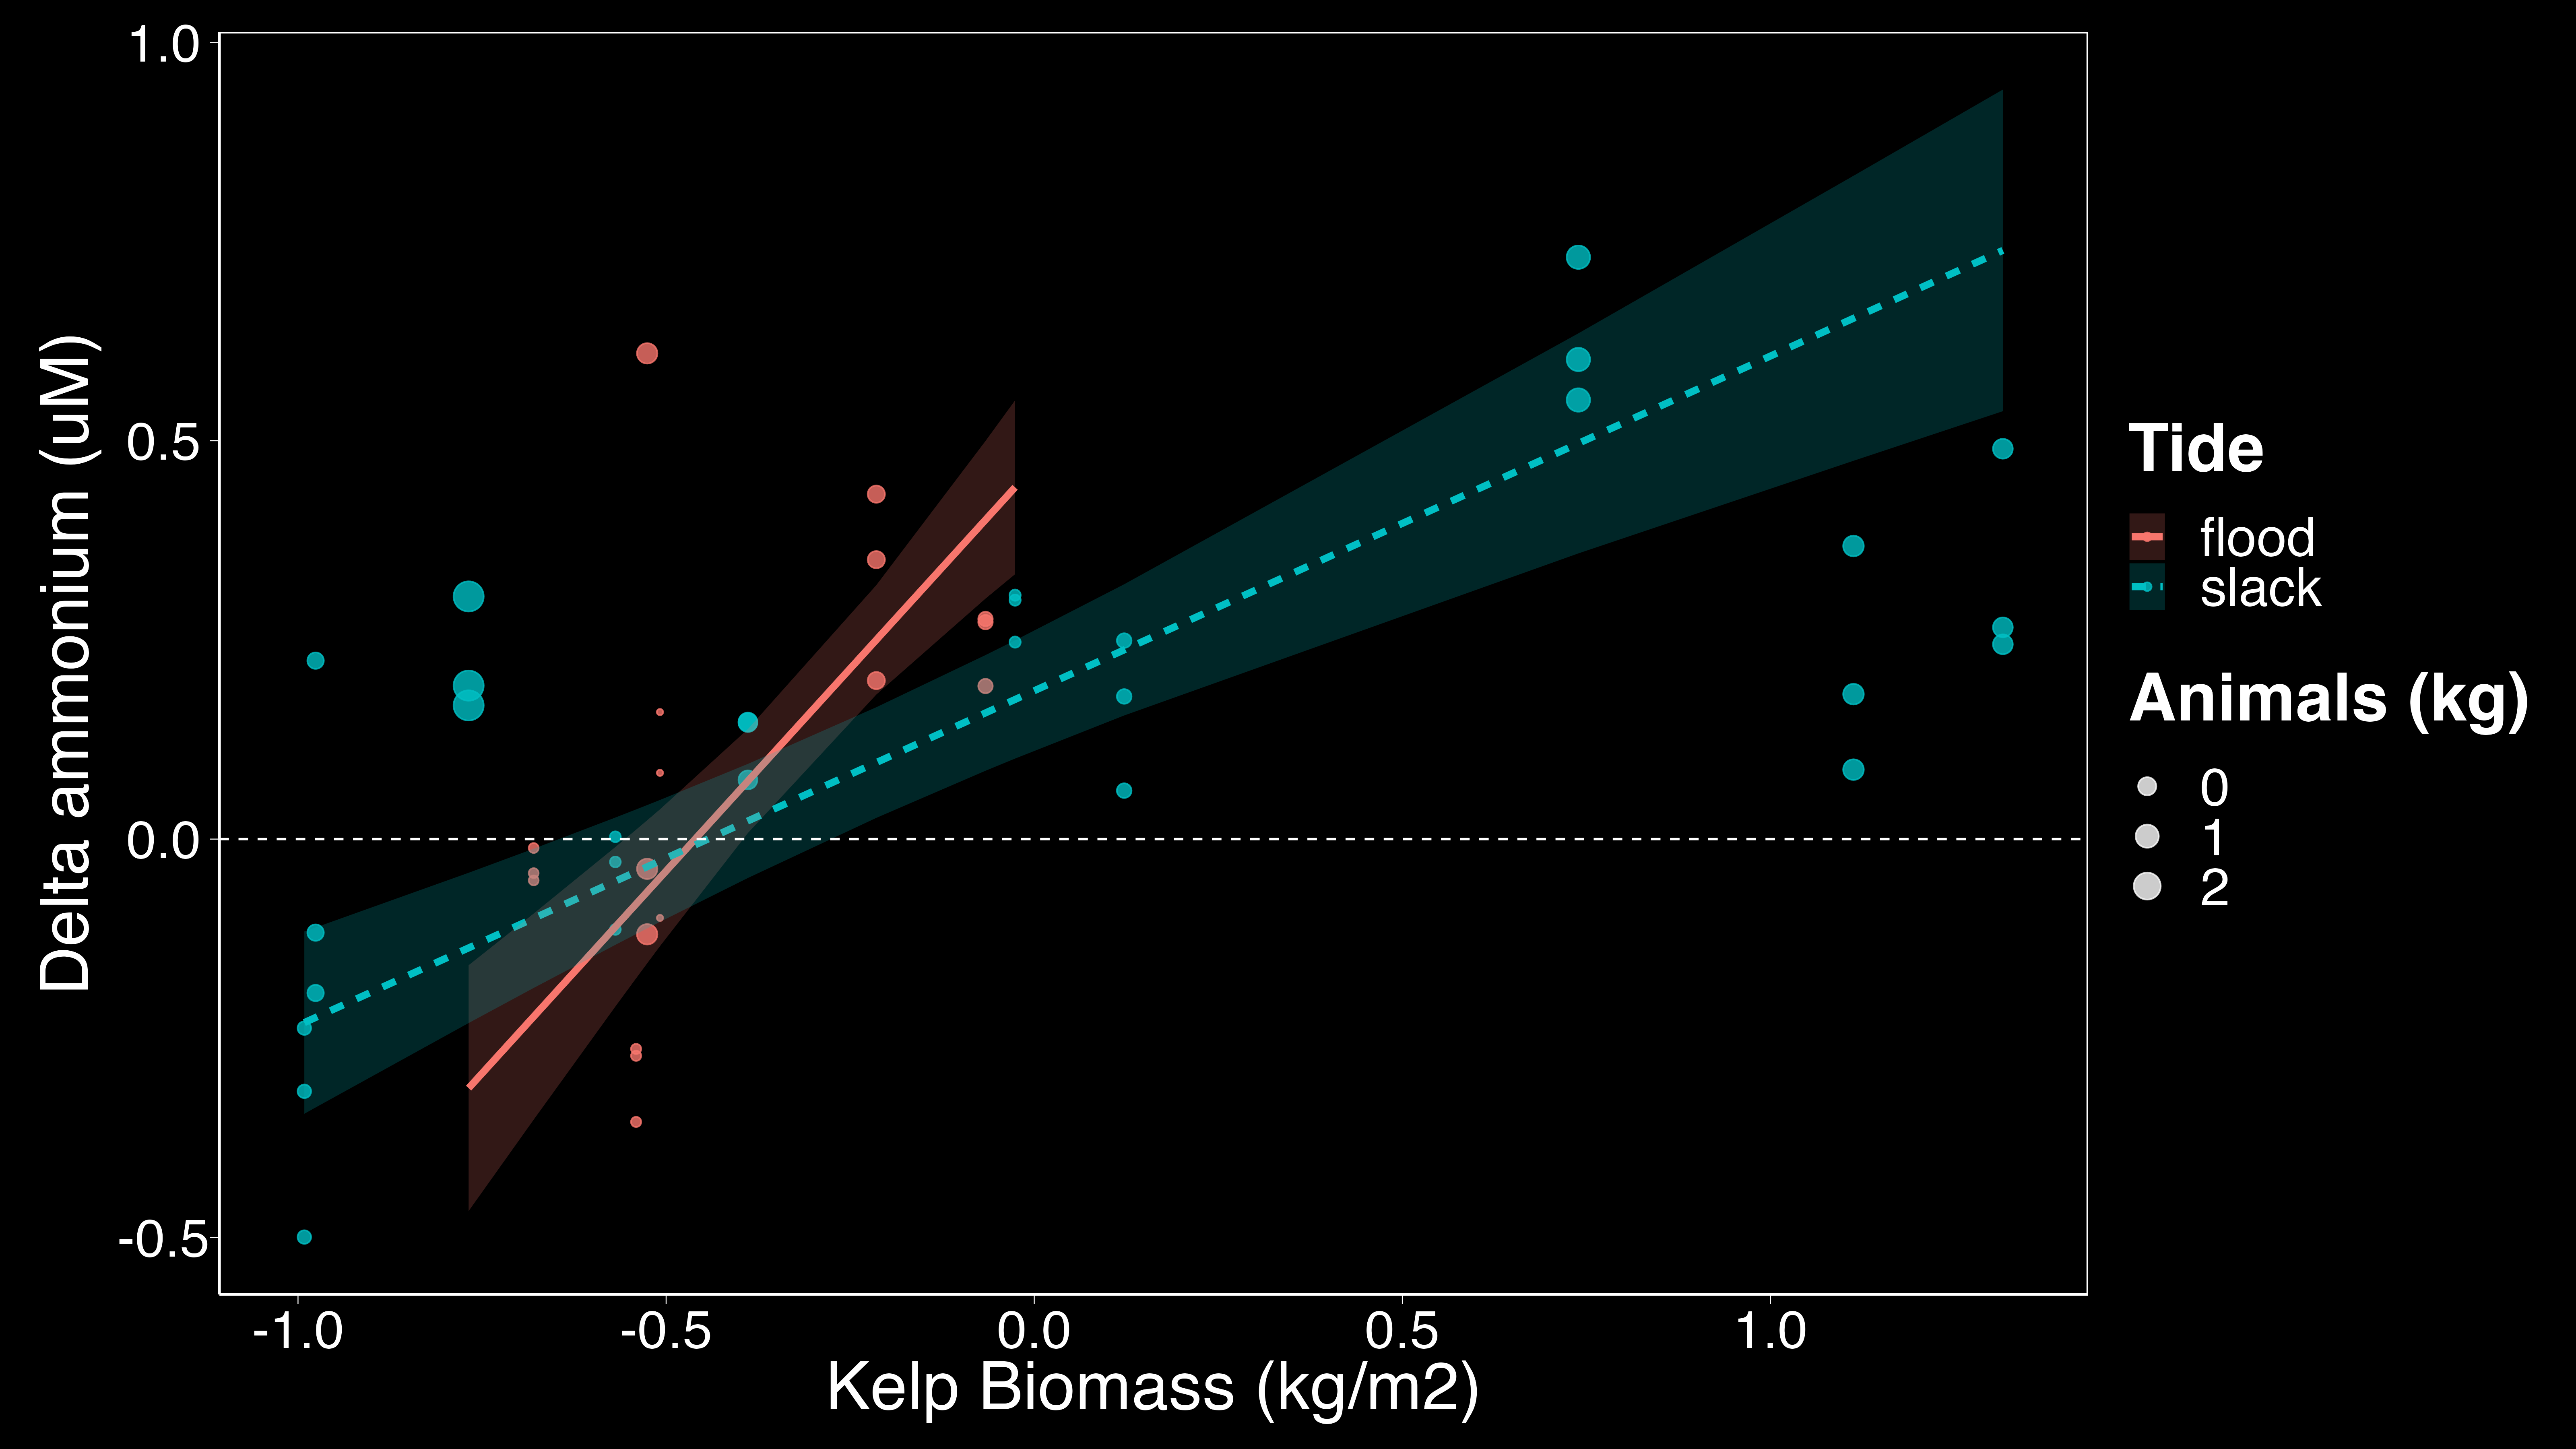 1.0
0.5
0.0
-0.5
Delta ammonium (uM)
-1.0 -0.5 0.0 0.5 1.0
Kelp Biomass (kg/m2)
Tide
flood
slack
Animals (kg)
0
1
2